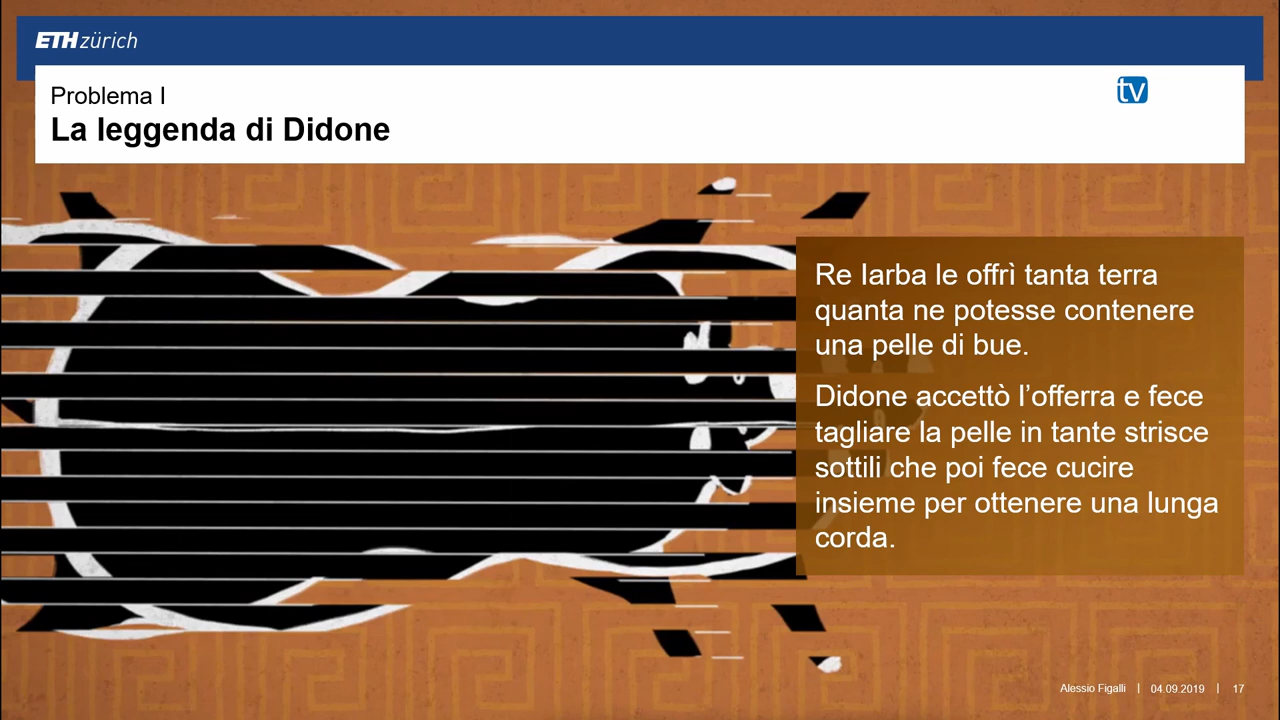 ETH zürich
Problema I
La leggenda di Didone
tv
Re Iarba le offrì tanta terra
quanta ne potesse contenere
una pelle di bue.
Didone accettò l'offerra e fece
tagliare la pelle in tante strisce
sottili che poi fece cucire
insieme per ottenere una lunga
corda.
Alessio Figalli | 04.09.2019 | 17